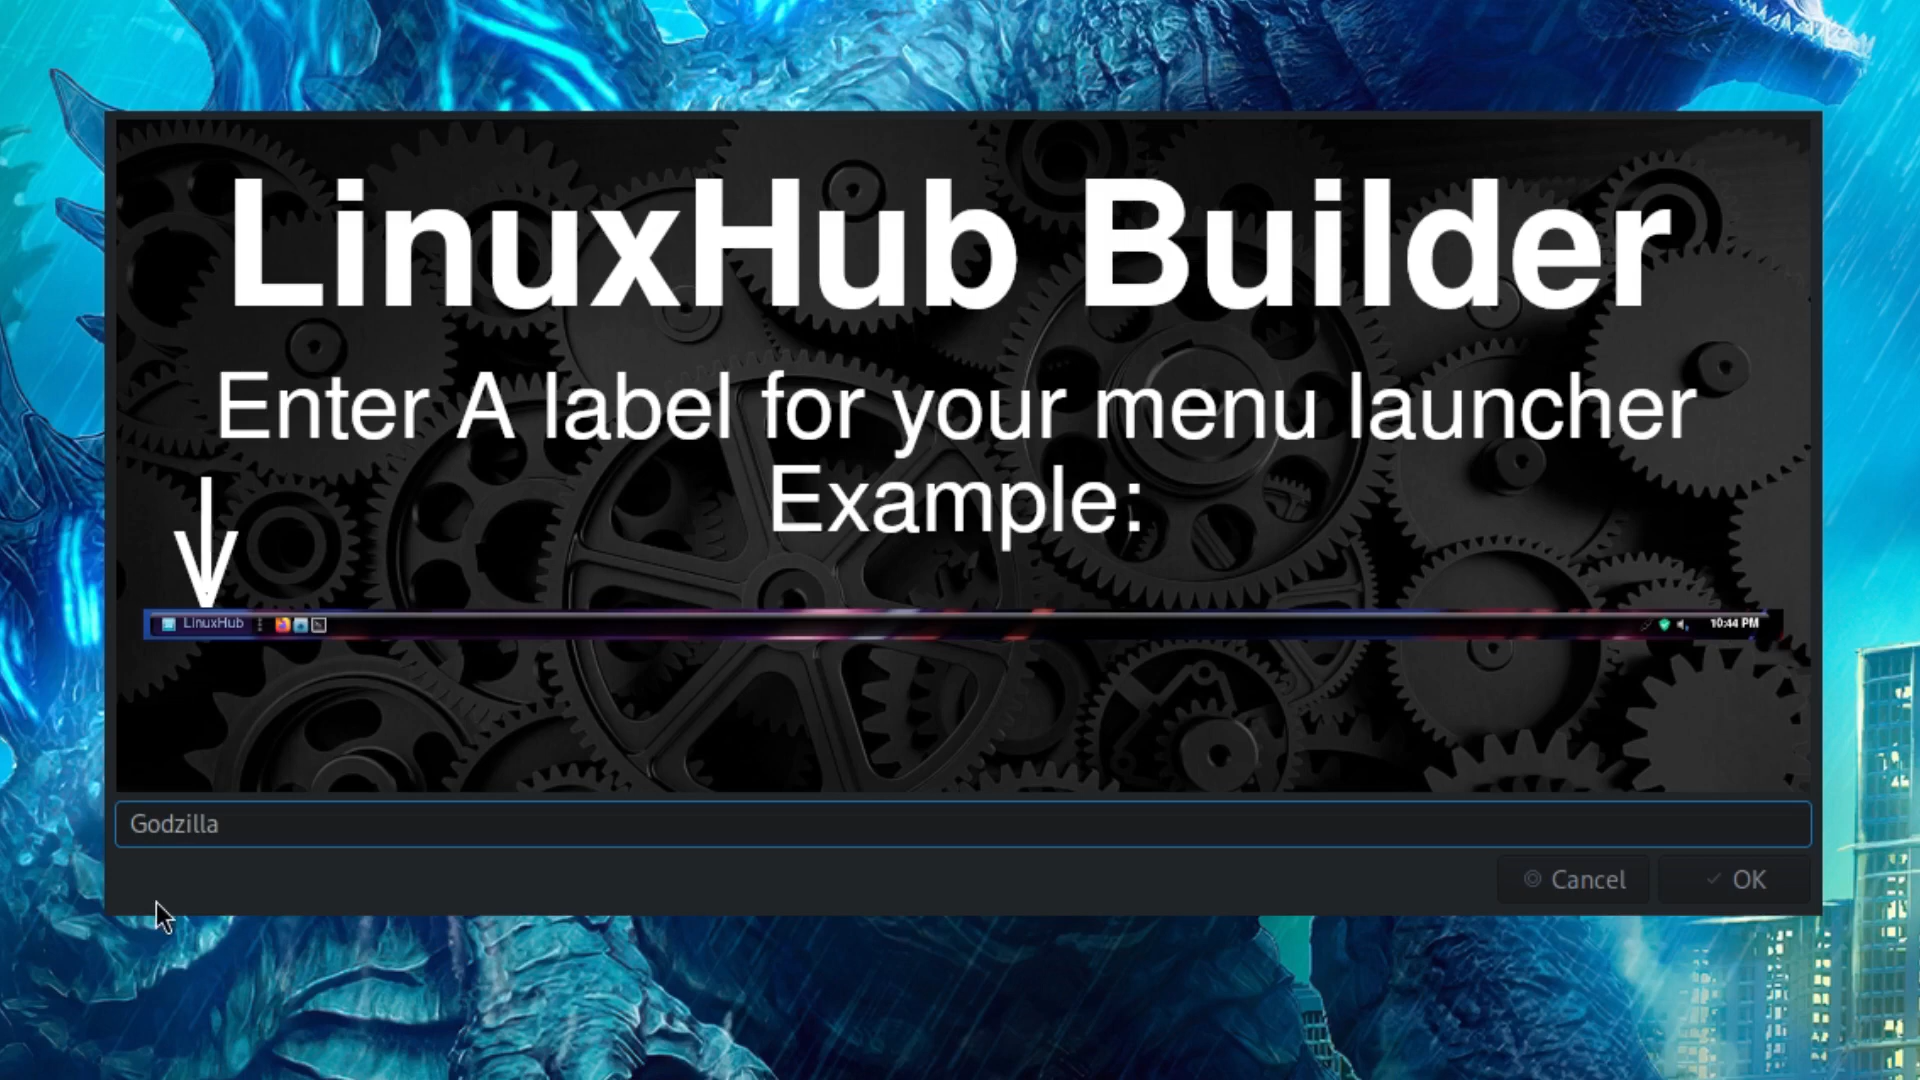 LinuxHub Builder
Enter A label for your menu launcher
Example:
LinuxHub
10:44 PM
Godzilla
Cancel
OK